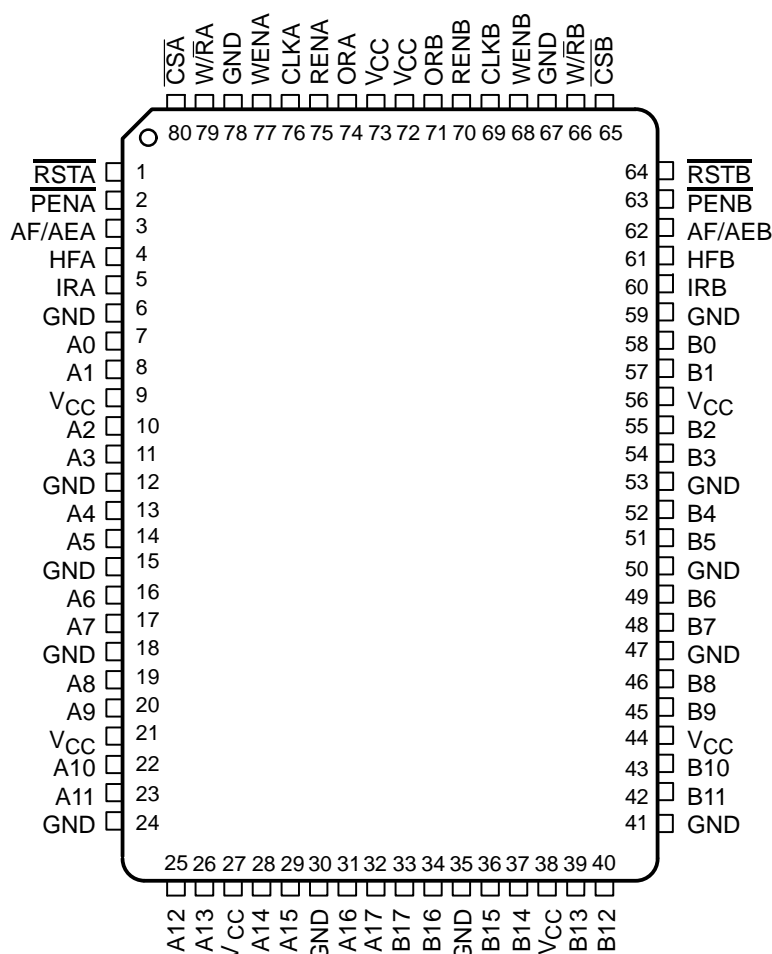 CSA W/RA GND WENA CLKA RENA ORA VCC VCC ORB RENB CLKB WENB GND W/RB CSB
80 79 78 77 76 75 74 73 72 71 70 69 68 67 66 65
RSTA 1 64 RSTB
PENA 2 63 PENB
AF/AEA 3 62 AF/AEB
HFA 4 61 HFB
IRA 5 60 IRB
GND 6 59 GND
A0 7 58 B0
A1 8 57 B1
VCC 9 56 VCC
A2 10 55 B2
A3 11 54 B3
GND 12 53 GND
A4 13 52 B4
A5 14 51 B5
GND 15 50 GND
A6 16 49 B6
A7 17 48 B7
GND 18 47 GND
A8 19 46 B8
A9 20 45 B9
VCC 21 44 VCC
A10 22 43 B10
A11 23 42 B11
GND 24 41 GND
25 26 27 28 29 30 31 32 33 34 35 36 37 38 39 40
A12 A13 VCC A14 A15 GND A16 A17 B17 B16 GND B15 B14 VCC B13 B12